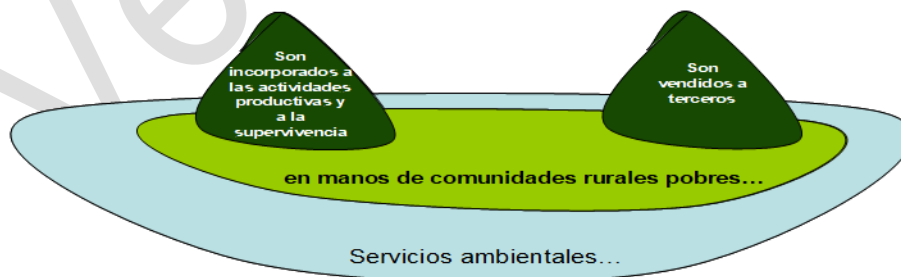 Son
incorporados a
las actividades
productivas y
a la
supervivencia
Son
vendidos a
terceros
en manos de comunidades rurales pobres…
Servicios ambientales…